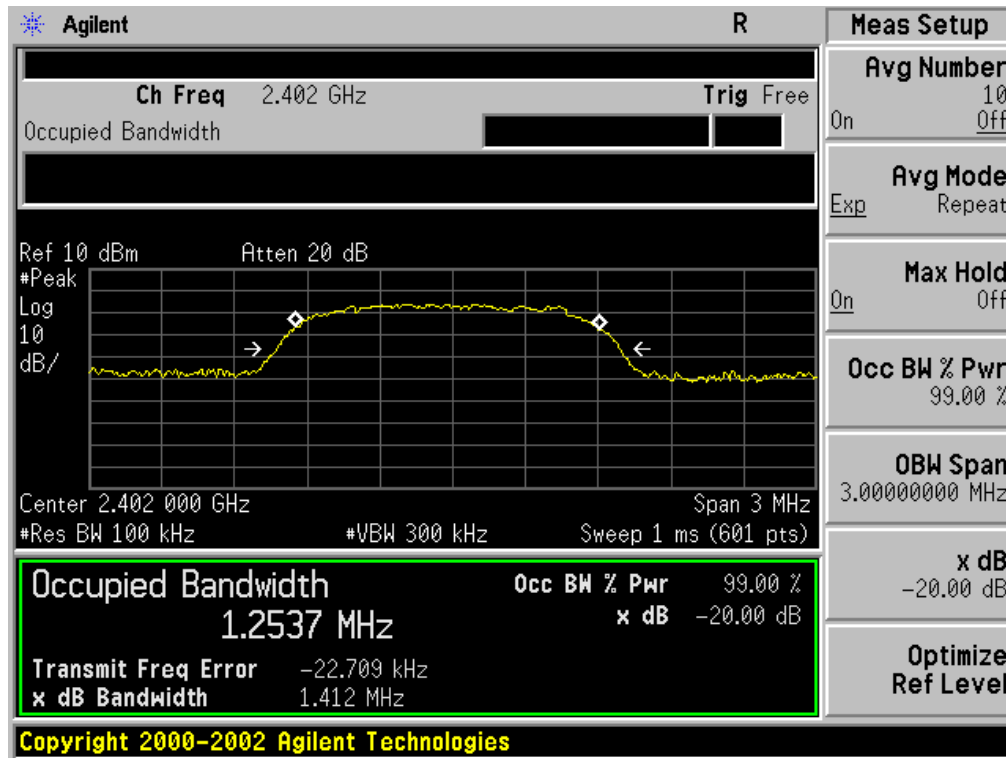 Agilent R
Ch Freq 2.402 GHz Trig Free
Occupied Bandwidth
Ref 10 dBm Atten 20 dB
#Peak
Log
10
dB/
Center 2.402 000 GHz Span 3 MHz
#Res BW 100 kHz #VBW 300 kHz Sweep 1 ms (601 pts)
Occupied Bandwidth Occ BW % Pwr 99.00 %
1.2537 MHz x dB -20.00 dB
Transmit Freq Error -22.709 kHz
x dB Bandwidth 1.412 MHz
Copyright 2000-2002 Agilent Technologies
Meas Setup
Avg Number
10
On Off
Avg Mode
Exp Repeat
Max Hold
On Off
Occ BW % Pwr
99.00 %
OBW Span
3.00000000 MHz
x dB
-20.00 dB
Optimize
Ref Level